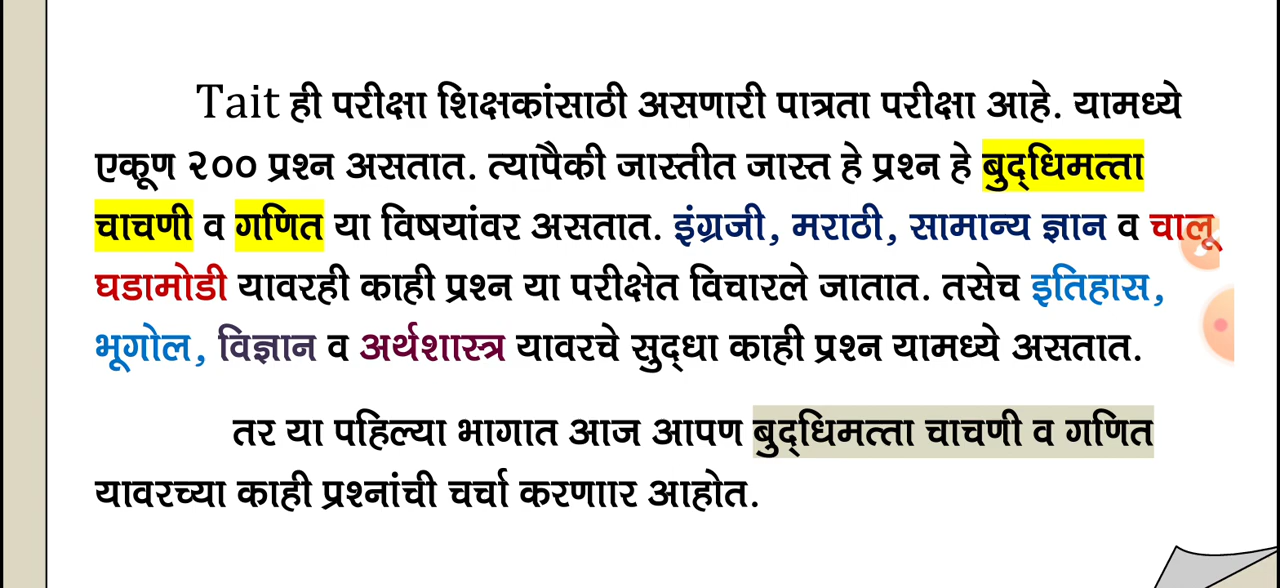 Tait ही परीक्षा शिक्षकांसाठी असणारी पात्रता परीक्षा आहे. यामध्ये
एकूण २०० प्रश्न असतात. त्यापैकी जास्तीत जास्त हे प्रश्न हे बुद्धिमत्ता
चाचणी व गणित या विषयांवर असतात. इंग्रजी, मराठी, सामान्य ज्ञान व चालू
घडामोडी यावरही काही प्रश्न या परीक्षेत विचारले जातात. तसेच इतिहास,
भूगोल, विज्ञान व अर्थशास्त्र यावरचे सुद्धा काही प्रश्न यामध्ये असतात.
तर या पहिल्या भागात आज आपण बुद्धिमत्ता चाचणी व गणित
यावरच्या काही प्रश्नांची चर्चा करणाार आहोत.